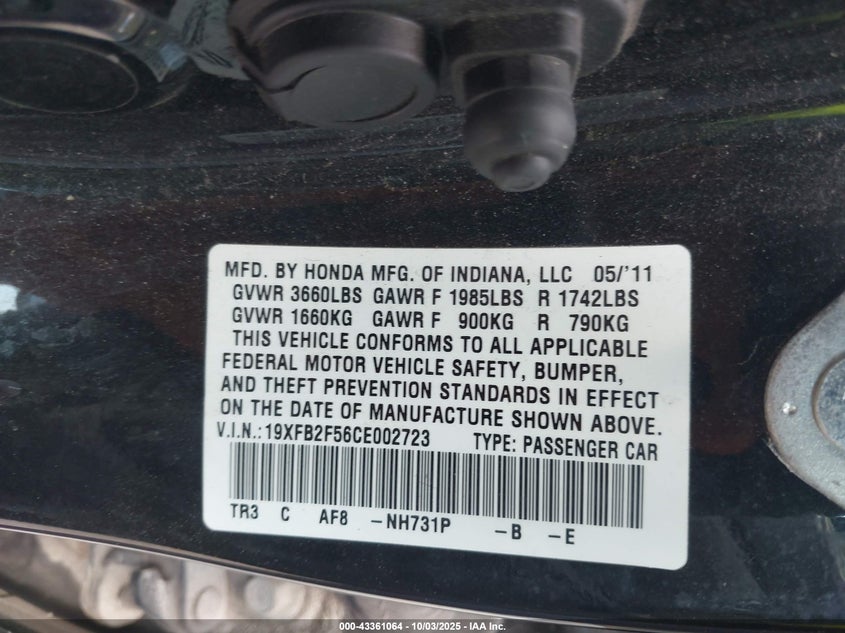 MFD. BY HONDA MFG. OF INDIANA, LLC 05/'11
GVWR 3660LBS GAWR F 1985LBS R 1742LBS
GVWR 1660KG GAWR F 900KG R 790KG
THIS VEHICLE CONFORMS TO ALL APPLICABLE
FEDERAL MOTOR VEHICLE SAFETY, BUMPER,
AND THEFT PREVENTION STANDARDS IN EFFECT
ON THE DATE OF MANUFACTURE SHOWN ABOVE.
V.I.N.:19XFB2F56CE002723 TYPE: PASSENGER CAR
TR3 C AF8 -NH731P -B -E
000-43361064 - 10/03/2025 - IAA Inc.